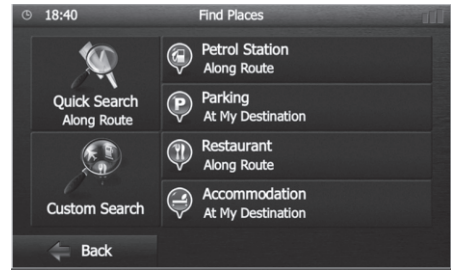 18:40
Find Places
Quick Search
Along Route
Custom Search
Petrol Station
Along Route
P
Parking
At My Destination
Restaurant
Along Route
Accommodation
At My Destination
Back